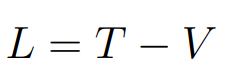 L = T − V